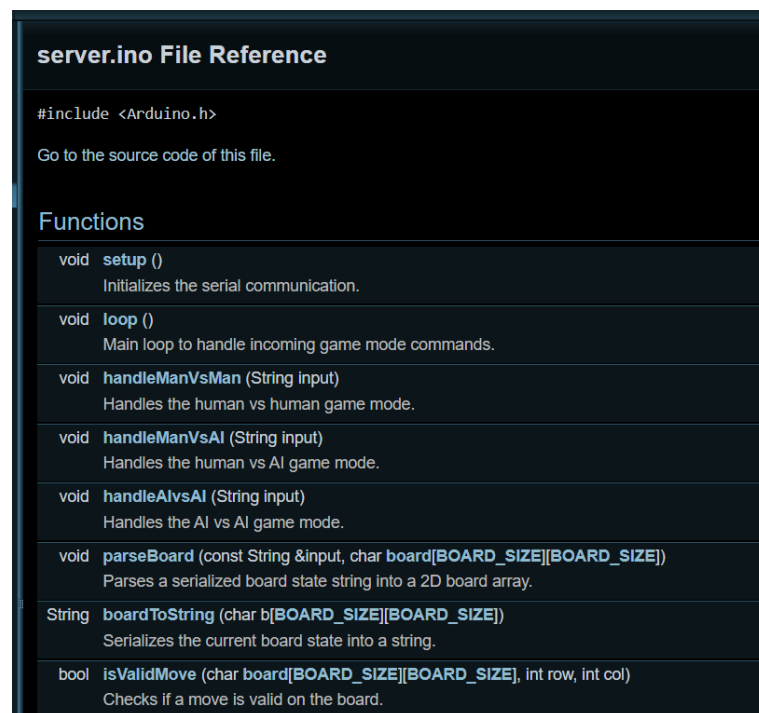 server.ino File Reference
#include <Arduino.h>
Go to the source code of this file.
Functions
void setup ()
Initializes the serial communication.
void loop ()
Main loop to handle incoming game mode commands.
void handleManVsMan (String input)
Handles the human vs human game mode.
void handleManVsAI (String input)
Handles the human vs AI game mode.
void handleAIvsAI (String input)
Handles the AI vs AI game mode.
void parseBoard (const String &input, char board[BOARD_SIZE][BOARD_SIZE])
Parses a serialized board state string into a 2D board array.
String boardToString (char b[BOARD_SIZE][BOARD_SIZE])
Serializes the current board state into a string.
bool isValidMove (char board[BOARD_SIZE][BOARD_SIZE], int row, int col)
Checks if a move is valid on the board.